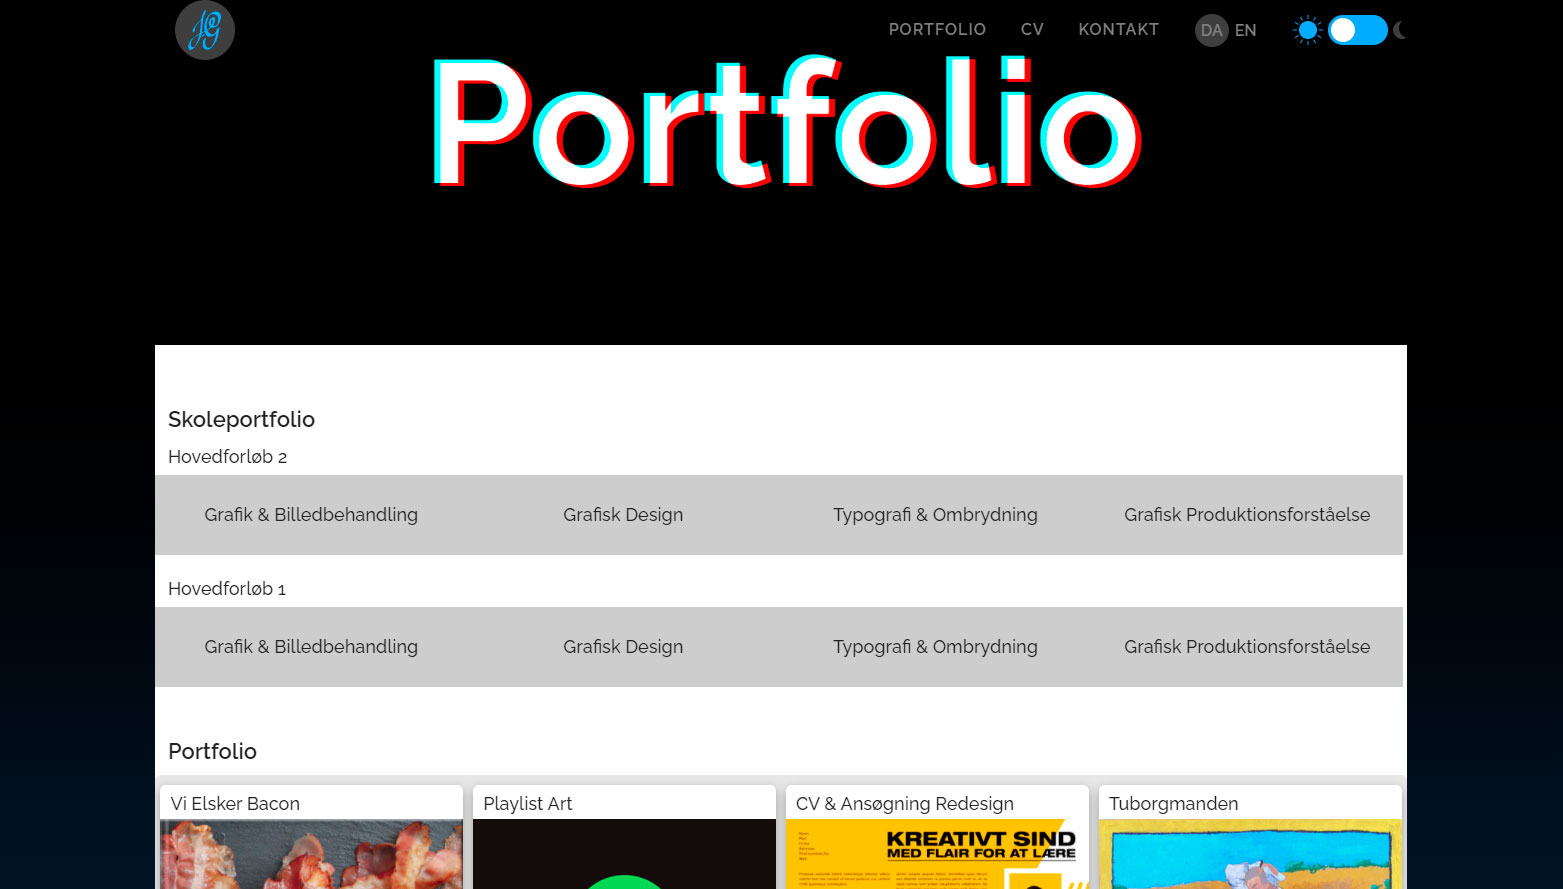 JG
PORTFOLIO CV KONTAKT DA EN
Portfolio
Skoleportfolio
Hovedforløb 2
Grafik & Billedbehandling Grafisk Design Typografi & Ombrydning Grafisk Produktionsforståelse
Hovedforløb 1
Grafik & Billedbehandling Grafisk Design Typografi & Ombrydning Grafisk Produktionsforståelse
Portfolio
Vi Elsker Bacon Playlist Art CV & Ansøgning Redesign Tuborgmanden
KREATIVT SIND
MED FLAIR FOR AT LÆRE